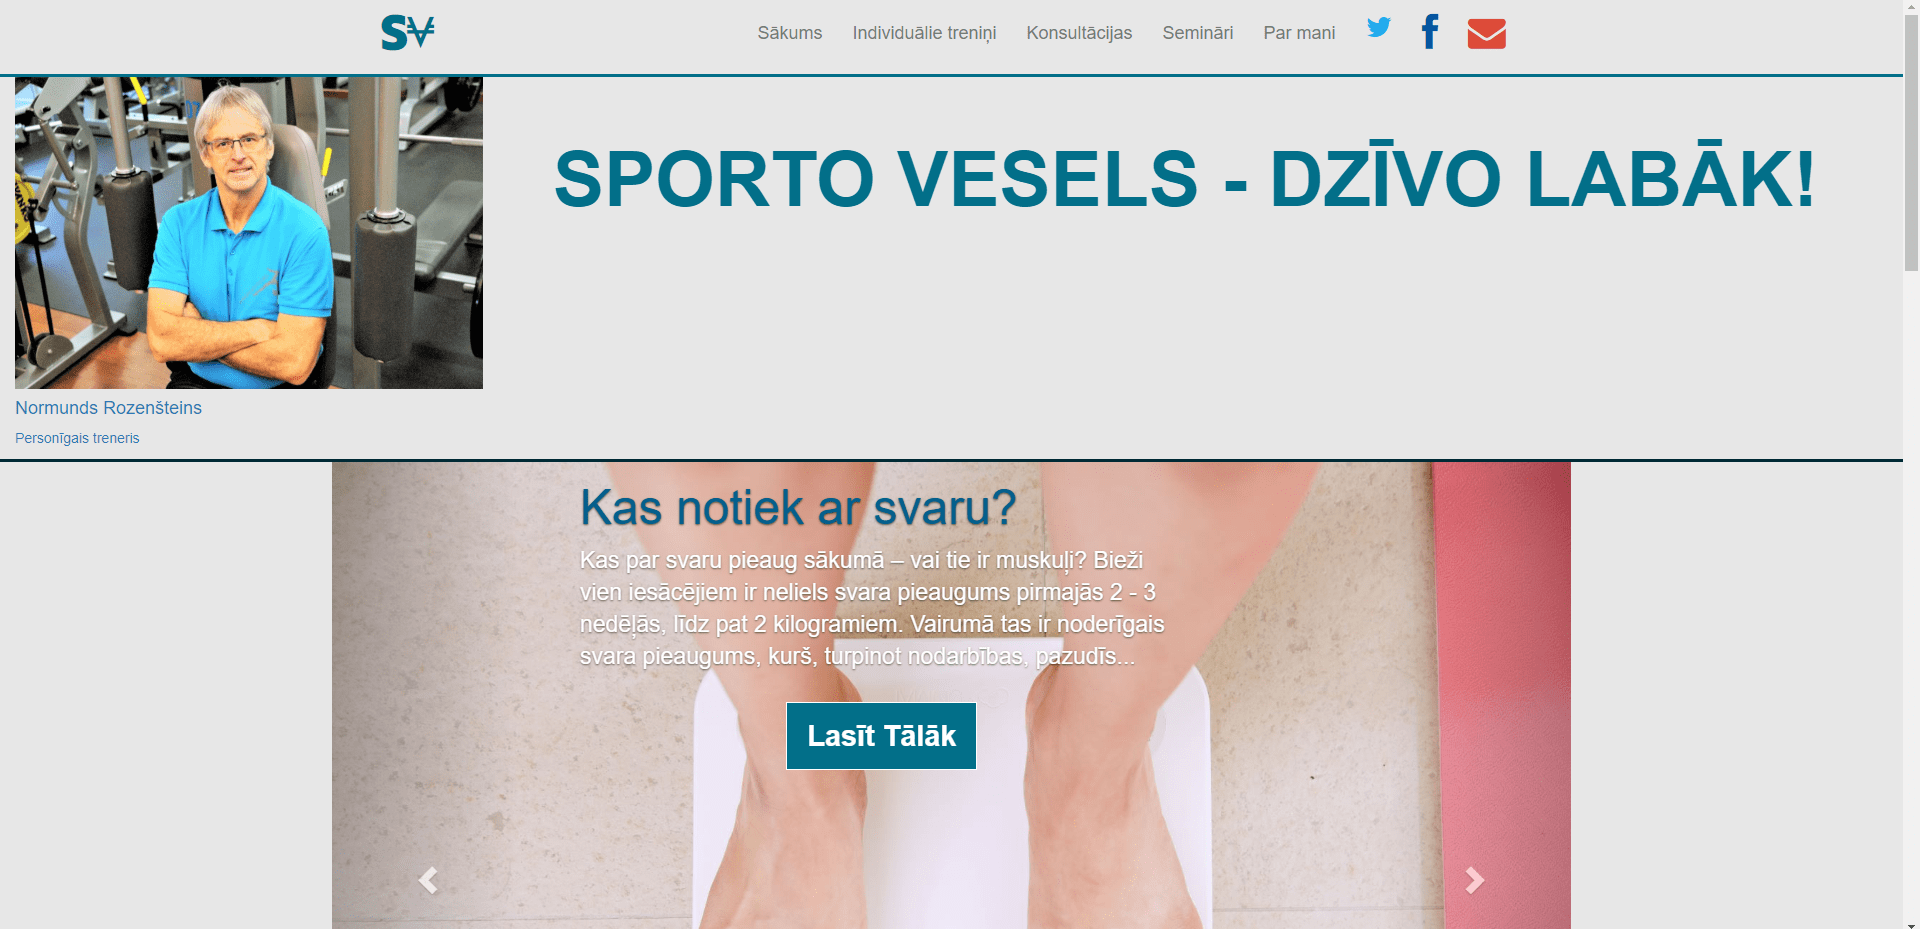 SV
Sākums Individuālie treniņi Konsultācijas Semināri Par mani
SPORTO VESELS - DZĪVO LABĀK!
Normunds Rozenšteins
Personīgais treneris
Kas notiek ar svaru?
Kas par svaru pieaug sākumā – vai tie ir muskuļi? Bieži
vien iesācējiem ir neliels svara pieaugums pirmajās 2 - 3
nedēļās, līdz pat 2 kilogramiem. Vairumā tas ir noderīgais
svara pieaugums, kurš, turpinot nodarbības, pazudīs...
Lasīt Tālāk